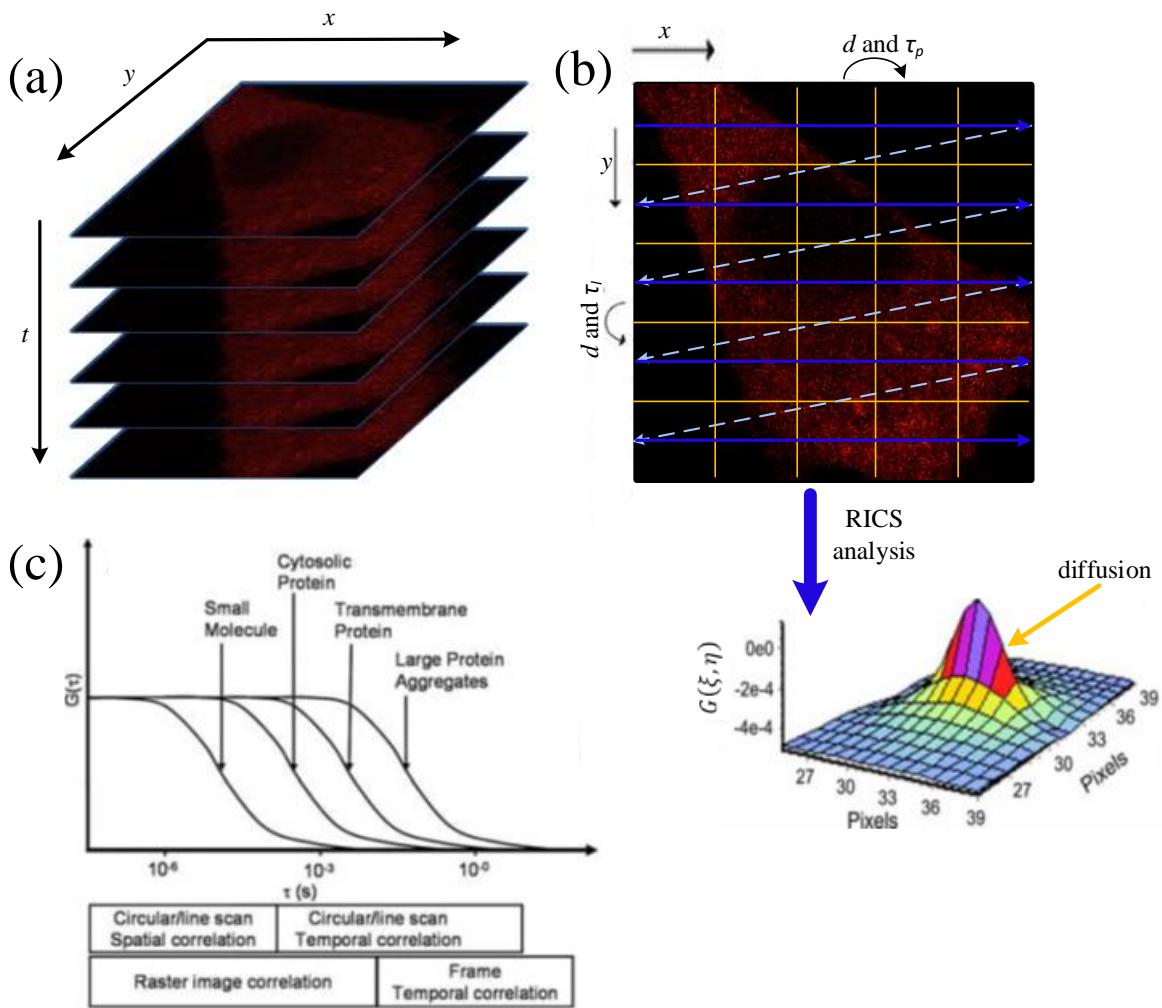 (a)
x
y
t
(b)
x
d and τp
y
d and τl
RICS
analysis
diffusion
G(ξ,η)
0e0
-2e-4
-4e-4
27
30
33
36
39
Pixels
27
30
33
36
39
Pixels
(c)
G(τ)
Small
Molecule
Cytosolic
Protein
Transmembrane
Protein
Large Protein
Aggregates
10-6
10-3
10-0
τ (s)
Circular/line scan
Spatial correlation
Circular/line scan
Temporal correlation
Raster image correlation
Frame
Temporal correlation